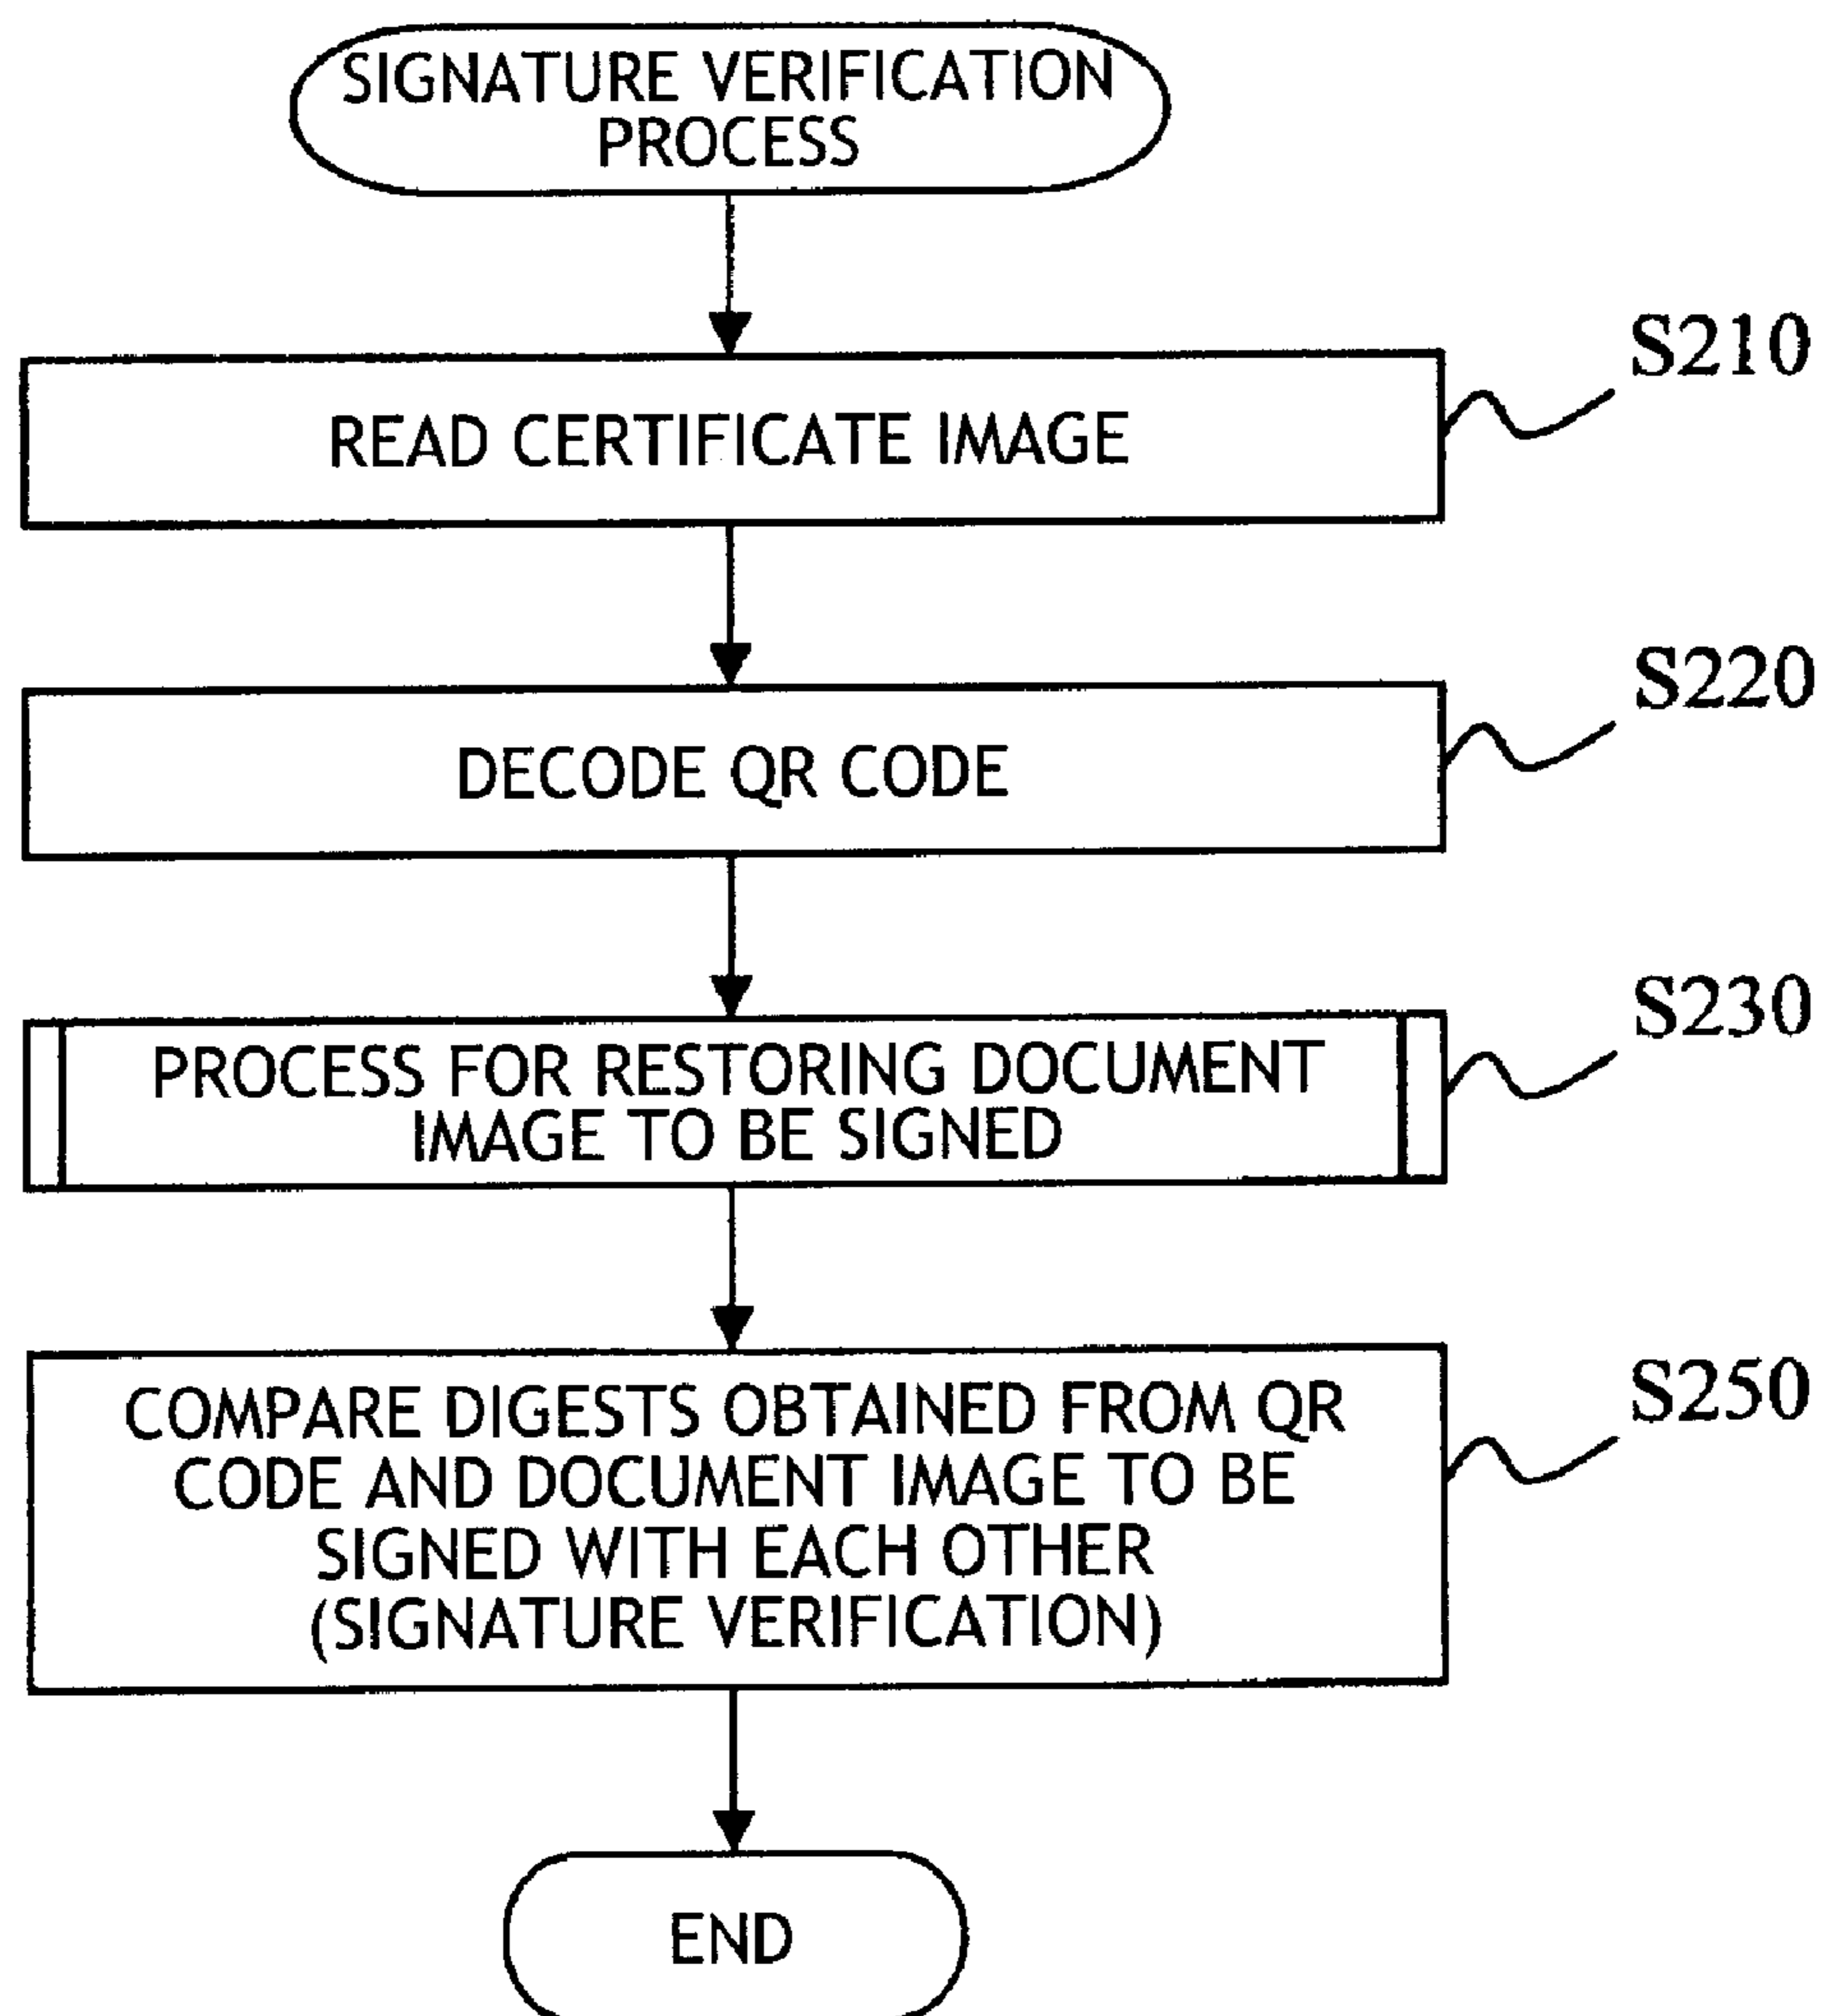 SIGNATURE VERIFICATION
PROCESS
S210
READ CERTIFICATE IMAGE
S220
DECODE QR CODE
S230
PROCESS FOR RESTORING DOCUMENT
IMAGE TO BE SIGNED
S250
COMPARE DIGESTS OBTAINED FROM QR
CODE AND DOCUMENT IMAGE TO BE
SIGNED WITH EACH OTHER
(SIGNATURE VERIFICATION)
END